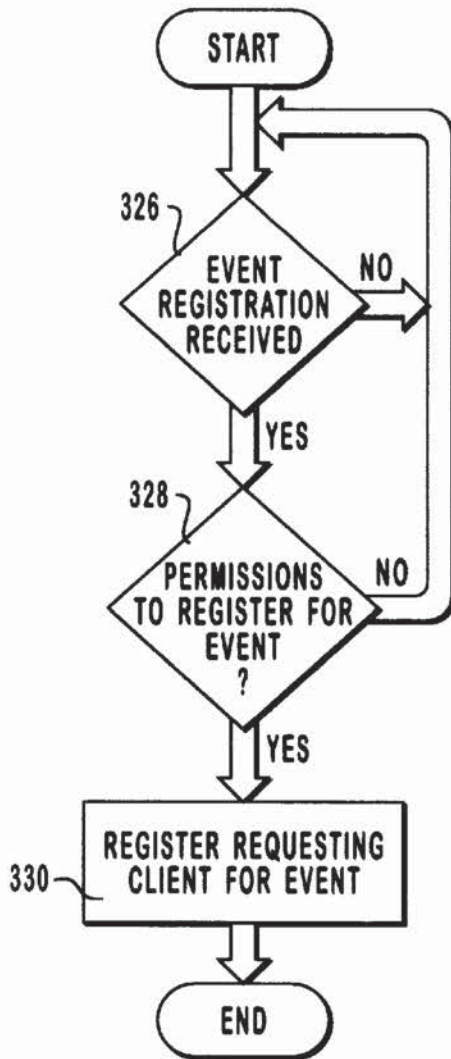 START
326
EVENT
REGISTRATION
RECEIVED
NO
YES
328
PERMISSIONS
TO REGISTER FOR
EVENT
?
NO
YES
REGISTER REQUESTING
CLIENT FOR EVENT
330
END